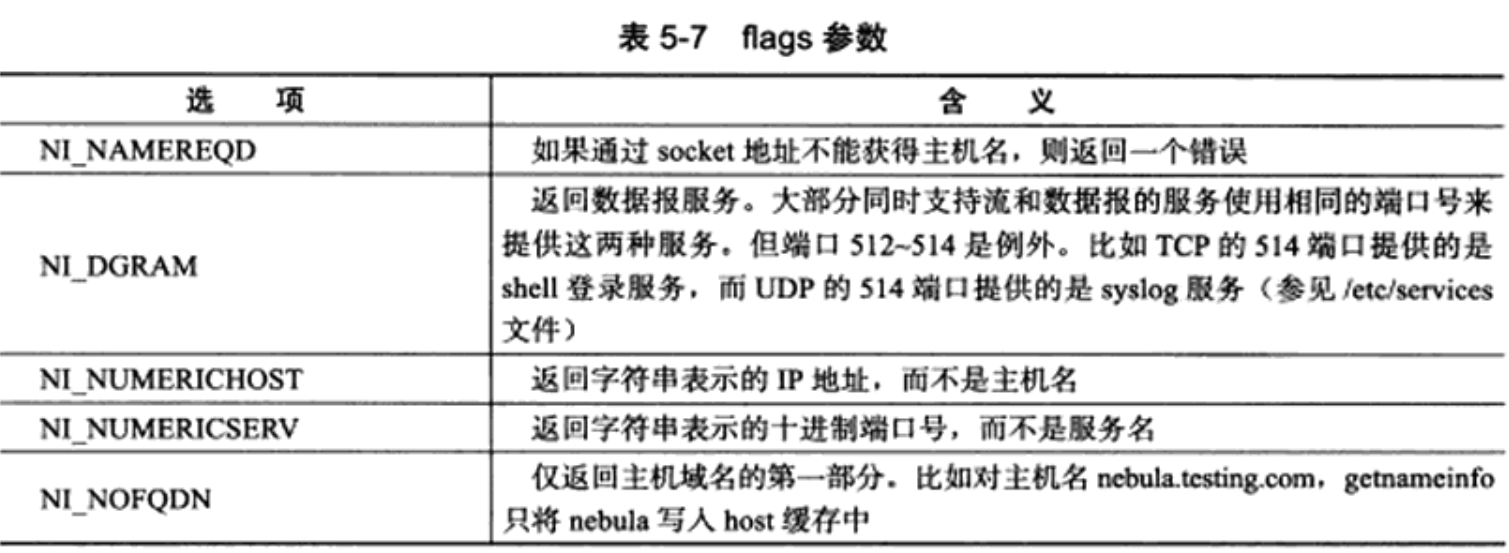 表 5-7 flags 参数
选 项 含 义
NI_NAMEREQD 如果通过 socket 地址不能获得主机名，则返回一个错误
返回数据报服务。大部分同时支持流和数据报的服务使用相同的端口号来
提供这两种服务。但端口 512~514 是例外。比如 TCP 的 514 端口提供的是
NI_DGRAM
shell 登录服务，而 UDP 的 514 端口提供的是 syslog 服务（参见 /etc/services
文件）
NI_NUMERICHOST 返回字符串表示的 IP 地址，而不是主机名
NI_NUMERICSERV 返回字符串表示的十进制端口号，而不是服务名
NI_NOFQDN
仅返回主机域名的第一部分。比如对主机名 nebula.testing.com，getnameinfo
只将 nebula 写入 host 缓存中